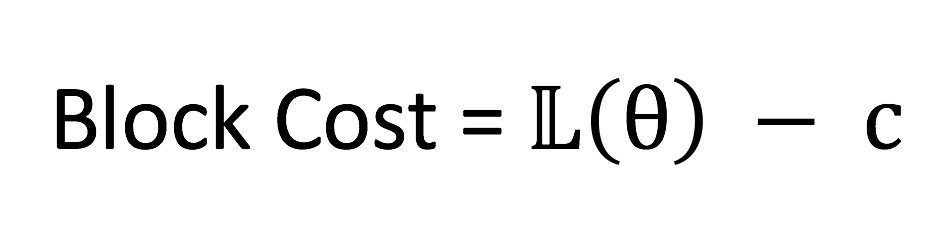 Block Cost = 𝕃(θ) − c